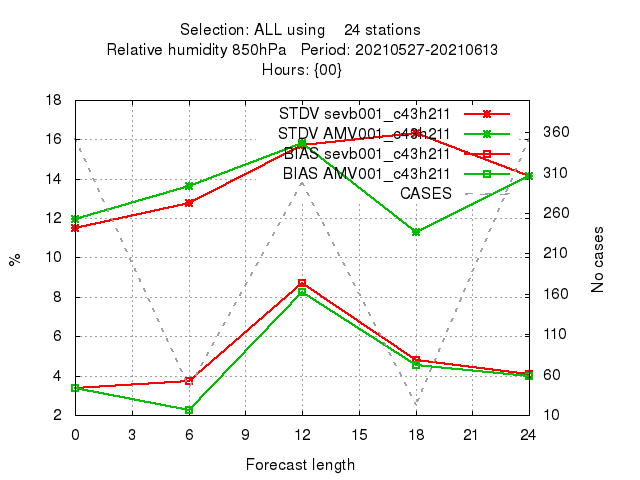 Selection: ALL using 24 stations
Relative humidity 850hPa Period: 20210527-20210613
Hours: {00}
STDV sevb001_c43h211
STDV AMV001_c43h211
BIAS sevb001_c43h211
BIAS AMV001_c43h211
CASES
18
16
14
12
10
8
6
4
2
%
360
310
260
210
160
110
60
10
No cases
0 3 6 9 12 15 18 21 24
Forecast length